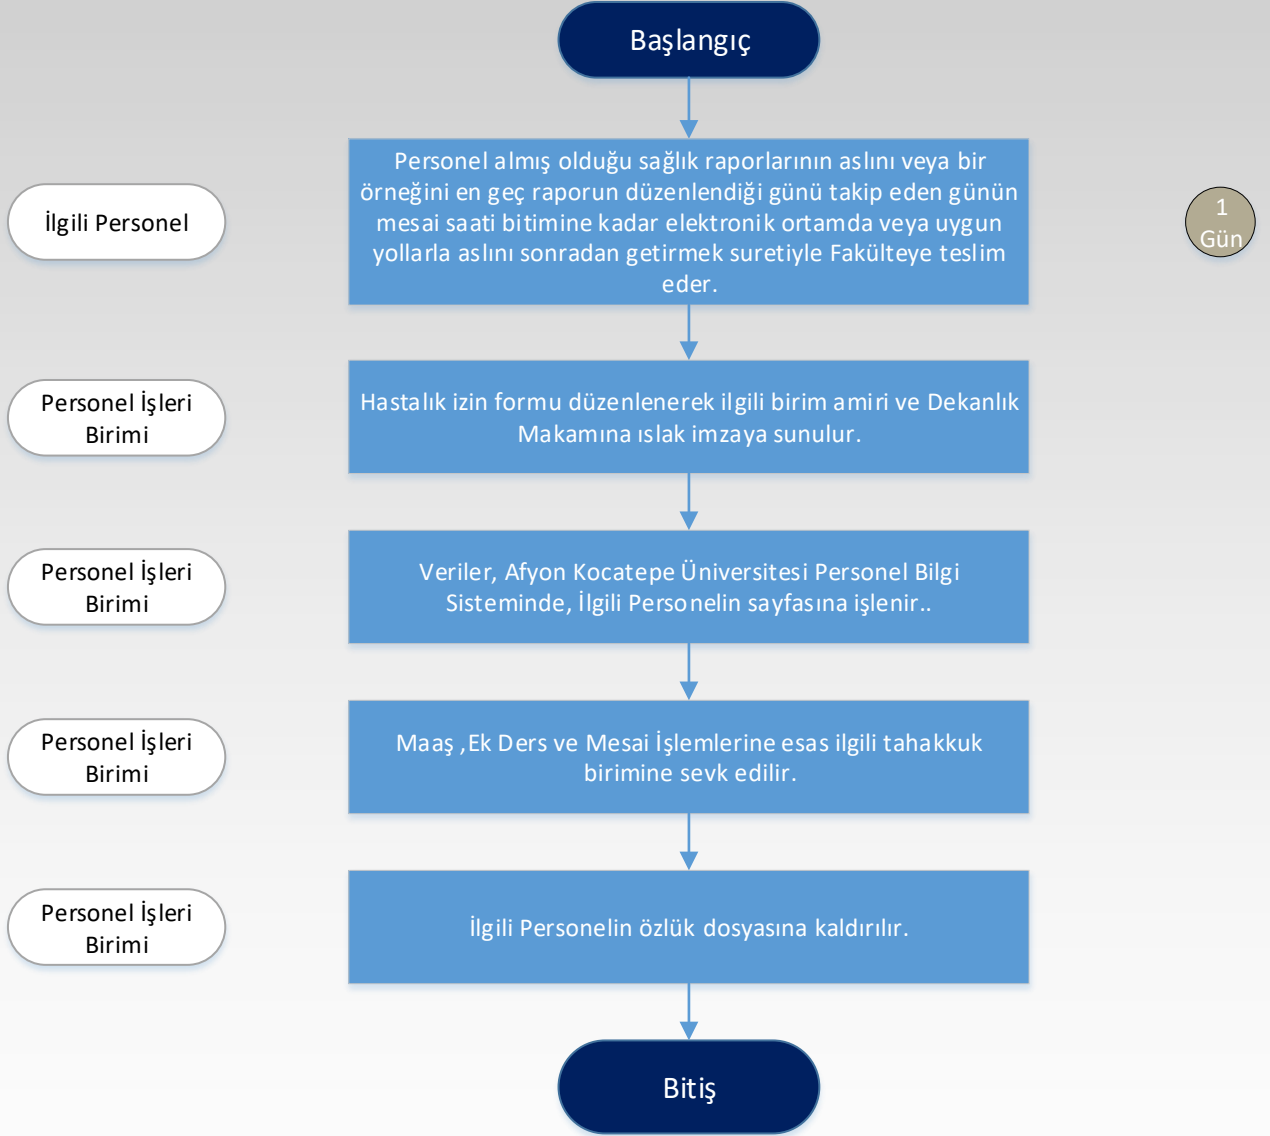 Başlangıç
Personel almış olduğu sağlık raporlarının aslını veya bir
örneğini en geç raporun düzenlendiği günü takip eden günün
mesai saati bitimine kadar elektronik ortamda veya uygun
yollarla aslını sonradan getirmek suretiyle Fakülteye teslim
eder.
İlgili Personel
1
Gün
Personel İşleri
Birimi
Hastalık izin formu düzenlenerek ilgili birim amiri ve Dekanlık
Makamına ıslak imzaya sunulur.
Personel İşleri
Birimi
Veriler, Afyon Kocatepe Üniversitesi Personel Bilgi
Sisteminde, İlgili Personelin sayfasına işlenir..
Personel İşleri
Birimi
Maaş ,Ek Ders ve Mesai İşlemlerine esas ilgili tahakkuk
birimine sevk edilir.
Personel İşleri
Birimi
İlgili Personelin özlük dosyasına kaldırılır.
Bitiş